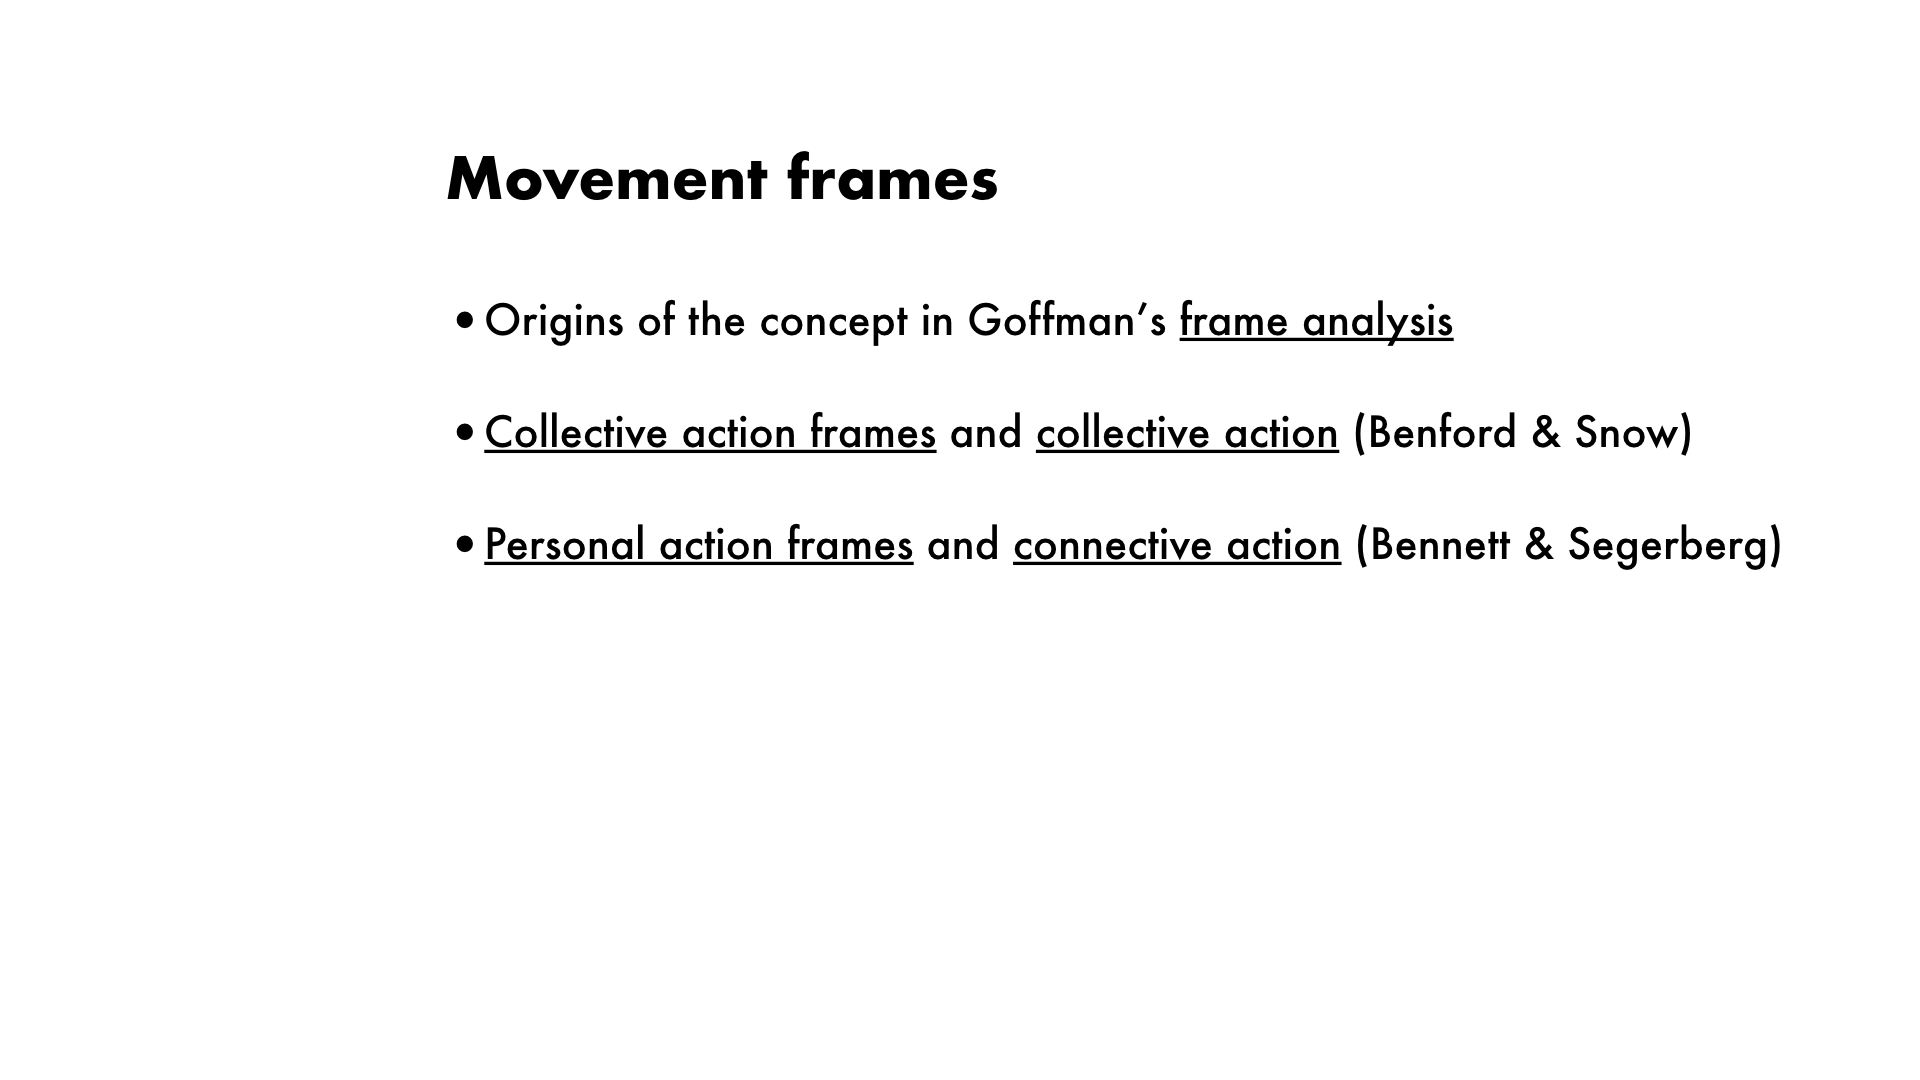 Movement frames
•Origins of the concept in Goffman’s frame analysis
•Collective action frames and collective action (Benford & Snow)
•Personal action frames and connective action (Bennett & Segerberg)